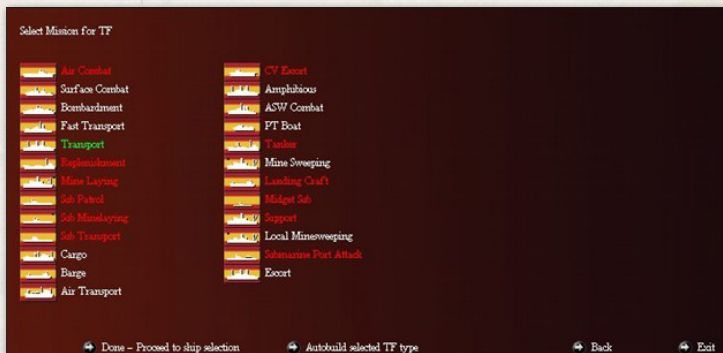 Select Mission for TF
Air Combat
Surface Combat
Bombardment
Fast Transport
Transport
Replenishment
Mine Laying
Sub Patrol
Sub Minelaying
Sub Transport
Cargo
Barge
Air Transport
CV Escort
Amphibious
ASW Combat
PT Boat
Tanker
Mine Sweeping
Landing Craft
Midget Sub
Support
Local Minesweeping
Submarine Port Attack
Escort
Done – Proceed to ship selection
Autobuild selected TF type
Back
Exit